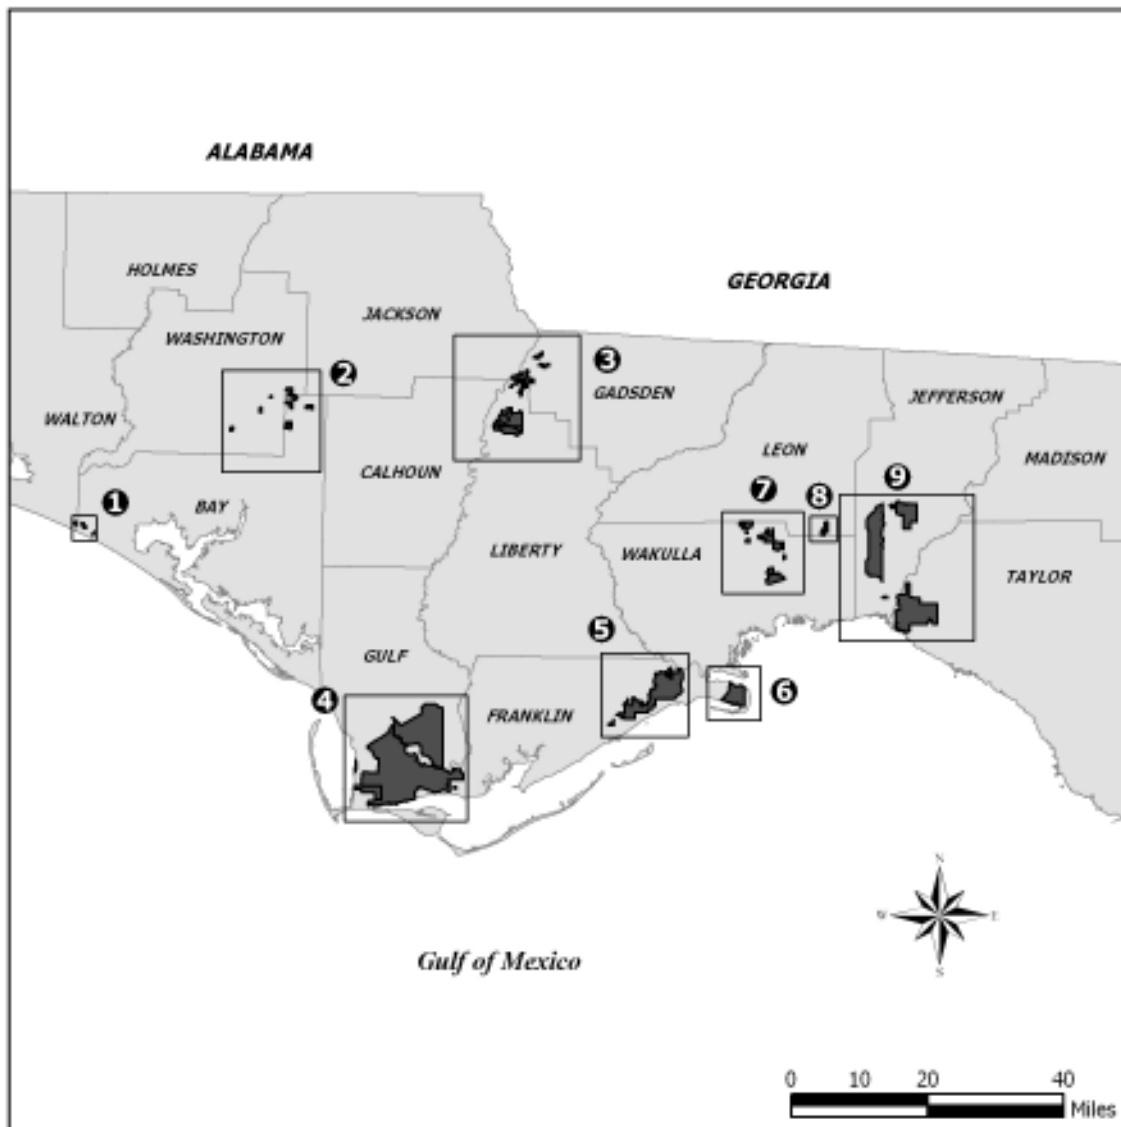 ALABAMA
GEORGIA
HOLMES
JACKSON
WASHINGTON
2
3
GADSDEN
JEFFERSON
WALTON
LEON
MADISON
CALHOUN
9
1
BAY
7
8
LIBERTY
WAKULLA
TAYLOR
5
GULF
6
4
FRANKLIN
N
W E
S
Gulf of Mexico
0 10 20 40
Miles